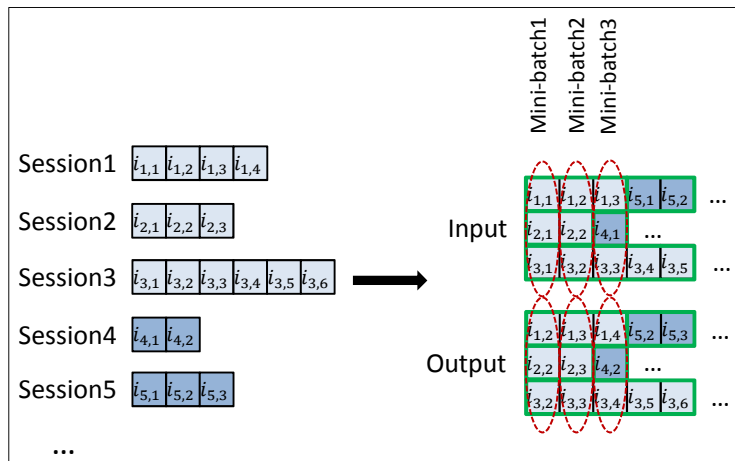 Mini-batch1 Mini-batch2 Mini-batch3
Session1 i1,1 i1,2 i1,3 i1,4
Session2 i2,1 i2,2 i2,3
Session3 i3,1 i3,2 i3,3 i3,4 i3,5 i3,6
Session4 i4,1 i4,2
Session5 i5,1 i5,2 i5,3
...
Input
i1,1 i1,2 i1,3 i5,1 i5,2 ...
i2,1 i2,2 i4,1 ...
i3,1 i3,2 i3,3 i3,4 i3,5 ...
Output
i1,2 i1,3 i1,4 i5,2 i5,3 ...
i2,2 i2,3 i4,2 ...
i3,2 i3,3 i3,4 i3,5 i3,6 ...